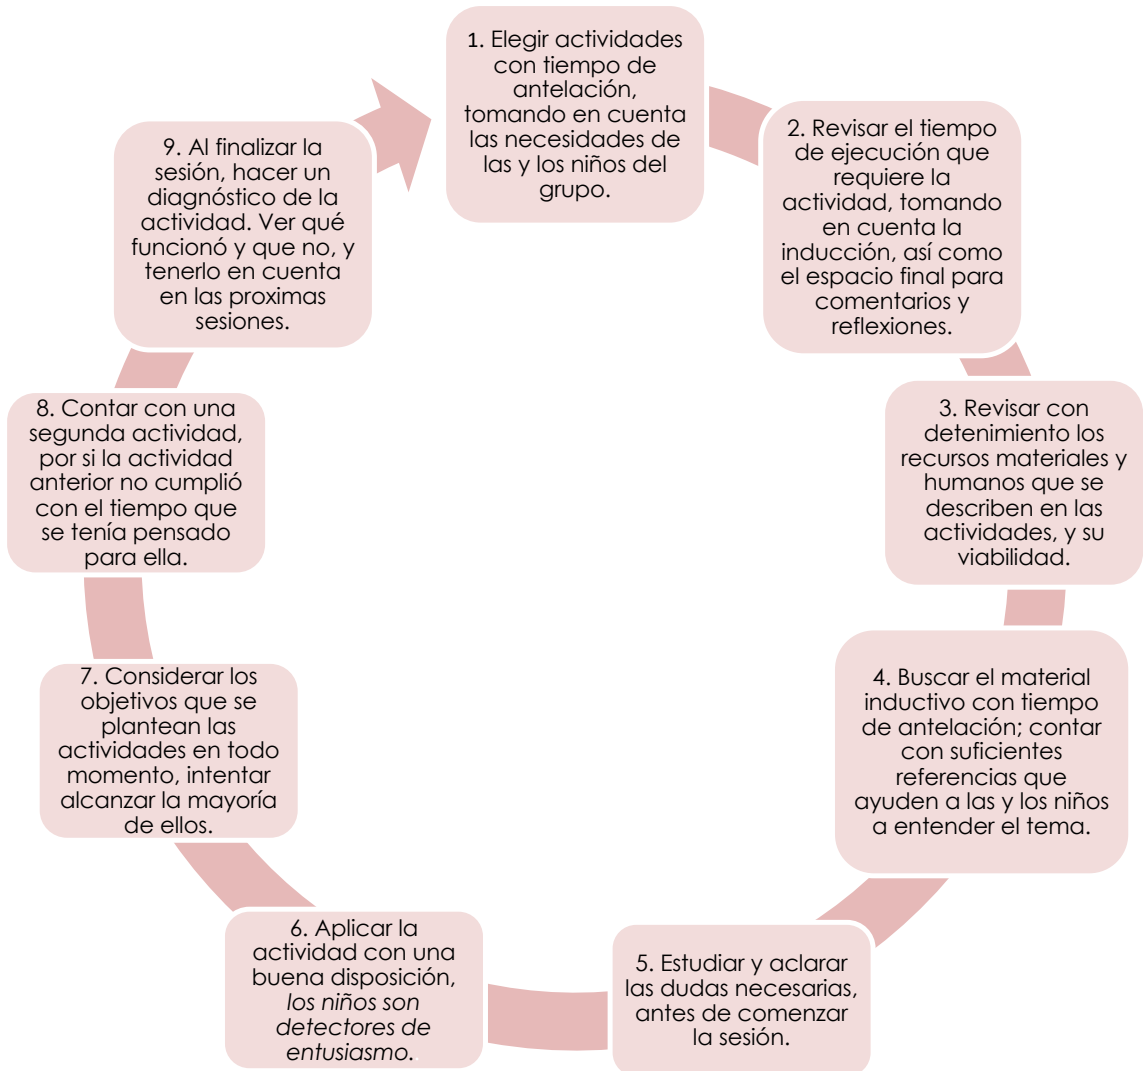 1. Elegir actividades
con tiempo de
antelación,
tomando en cuenta
las necesidades de
las y los niños del
grupo.
2. Revisar el tiempo
de ejecución que
requiere la
actividad, tomando
en cuenta la
inducción, así como
el espacio final para
comentarios y
reflexiones.
3. Revisar con
detenimiento los
recursos materiales y
humanos que se
describen en las
actividades, y su
viabilidad.
4. Buscar el material
inductivo con tiempo
de antelación; contar
con suficientes
referencias que
ayuden a las y los niños
a entender el tema.
5. Estudiar y aclarar
las dudas necesarias,
antes de comenzar
la sesión.
6. Aplicar la
actividad con una
buena disposición,
los niños son
detectores de
entusiasmo.
7. Considerar los
objetivos que se
plantean las
actividades en todo
momento, intentar
alcanzar la mayoría
de ellos.
8. Contar con una
segunda actividad,
por si la actividad
anterior no cumplió
con el tiempo que
se tenía pensado
para ella.
9. Al finalizar la
sesión, hacer un
diagnóstico de la
actividad. Ver qué
funcionó y que no, y
tenerlo en cuenta
en las proximas
sesiones.